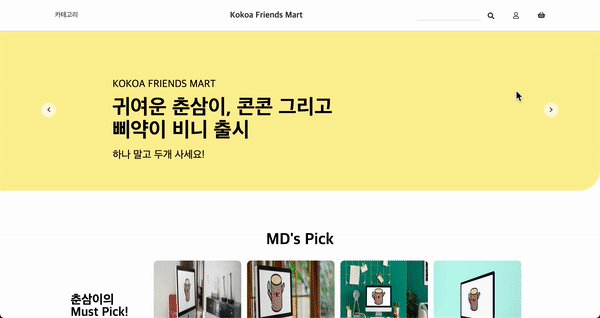 카테고리
Kokoa Friends Mart
KOKOA FRIENDS MART
귀여운 춘삼이, 콘콘 그리고
삐약이 비니 출시
하나 말고 두개 사세요!
MD's Pick
춘삼이의
Must Pick!